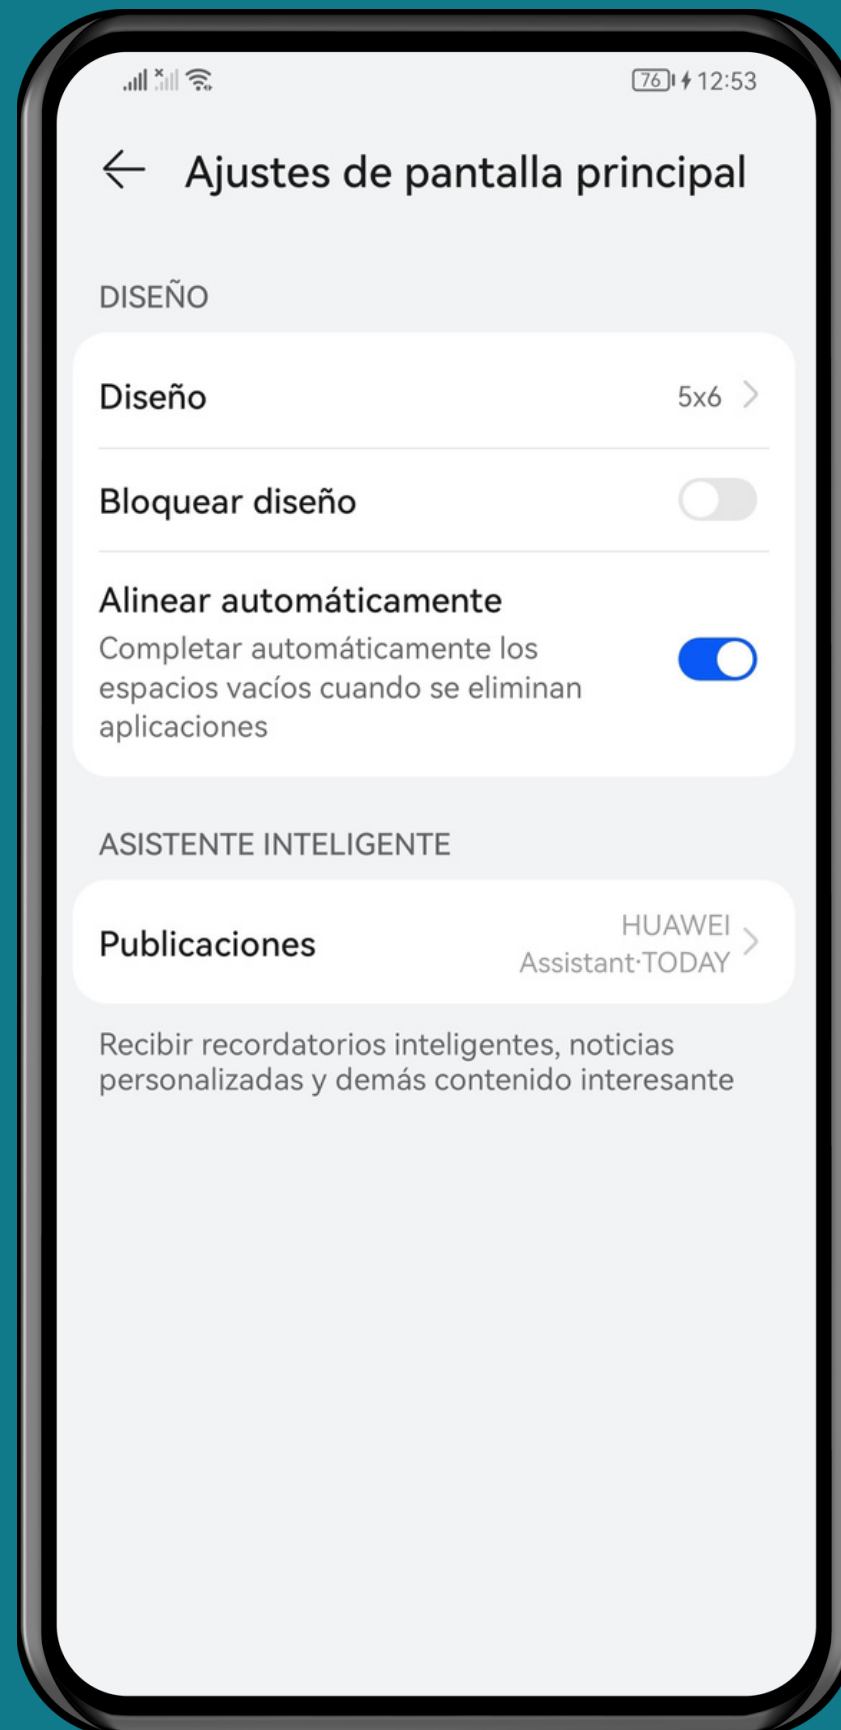 76 12:53
Ajustes de pantalla principal
DISEÑO
Diseño 5x6
Bloquear diseño
Alinear automáticamente
Completar automáticamente los
espacios vacíos cuando se eliminan
aplicaciones
ASISTENTE INTELIGENTE
Publicaciones HUAWEI
Assistant·TODAY
Recibir recordatorios inteligentes, noticias
personalizadas y demás contenido interesante